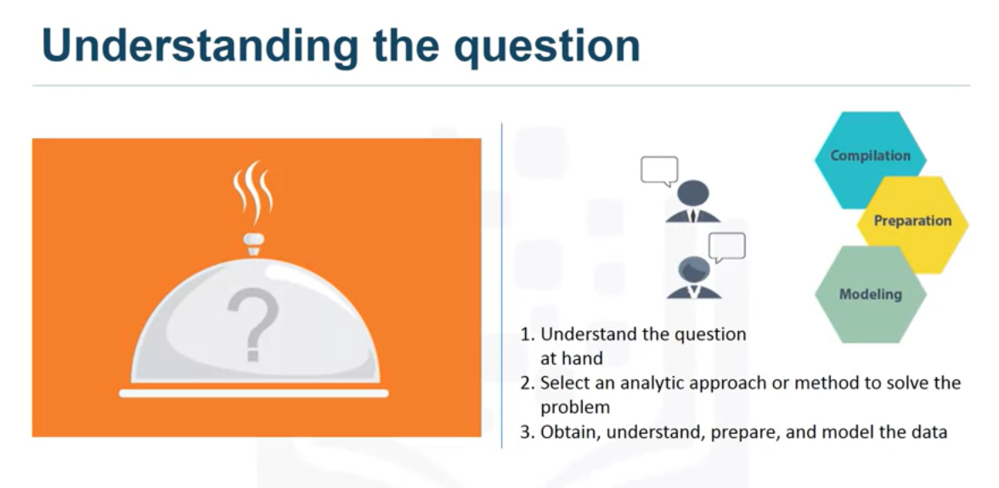 Understanding the question
?
Compilation
Preparation
Modeling
1. Understand the question
at hand
2. Select an analytic approach or method to solve the
problem
3. Obtain, understand, prepare, and model the data